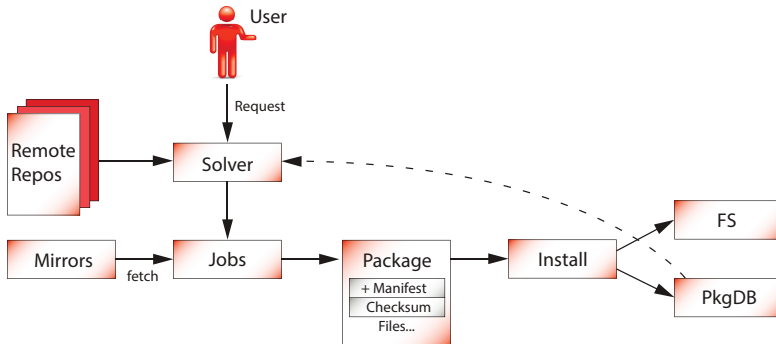 User
Request
Remote
Repos
Solver
FS
Mirrors
fetch
Jobs
Package
+ Manifest
Checksum
Files...
Install
PkgDB